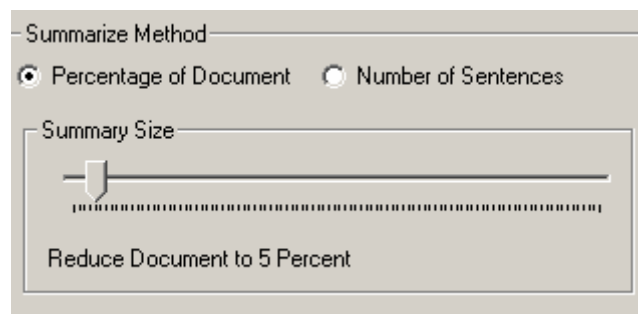 Summarize Method
Percentage of Document Number of Sentences
Summary Size
Reduce Document to 5 Percent